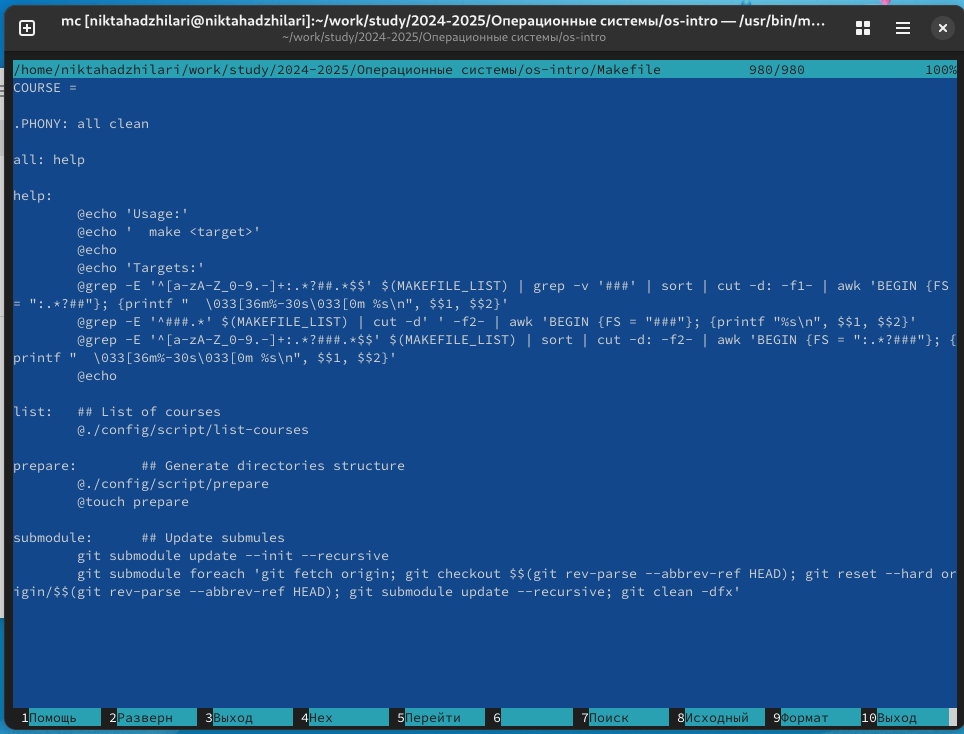 mc [niktahadzhilari@niktahadzhilari]:~/work/study/2024-2025/Операционные системы/os-intro — /usr/bin/m…
~/work/study/2024-2025/Операционные системы/os-intro
/home/niktahadzhilari/work/study/2024-2025/Операционные системы/os-intro/Makefile 980/980 100%
COURSE =
.PHONY: all clean
all: help
help:
@echo 'Usage:'
@echo '  make <target>'
@echo
@echo 'Targets:'
@grep -E '^[a-zA-Z_0-9.-]+:.*?##.*$$' $(MAKEFILE_LIST) | grep -v '###' | sort | cut -d: -f1- | awk 'BEGIN {FS
= ":.*?##"}; {printf "  \033[36m%-30s\033[0m %s\n", $$1, $$2}'
@grep -E '^###.*' $(MAKEFILE_LIST) | cut -d' ' -f2- | awk 'BEGIN {FS = "###"}; {printf "%s\n", $$1, $$2}'
@grep -E '^[a-zA-Z_0-9.-]+:.*?###.*$$' $(MAKEFILE_LIST) | sort | cut -d: -f2- | awk 'BEGIN {FS = ":.*?###"}; {
printf "  \033[36m%-30s\033[0m %s\n", $$1, $$2}'
@echo
list:   ## List of courses
@./config/script/list-courses
prepare:        ## Generate directories structure
@./config/script/prepare
@touch prepare
submodule:      ## Update submules
git submodule update --init --recursive
git submodule foreach 'git fetch origin; git checkout $$(git rev-parse --abbrev-ref HEAD); git reset --hard or
igin/$$(git rev-parse --abbrev-ref HEAD); git submodule update --recursive; git clean -dfx'
1Помощь 2Разверн 3Выход 4Hex 5Перейти 6 7Поиск 8Исходный 9Формат 10Выход